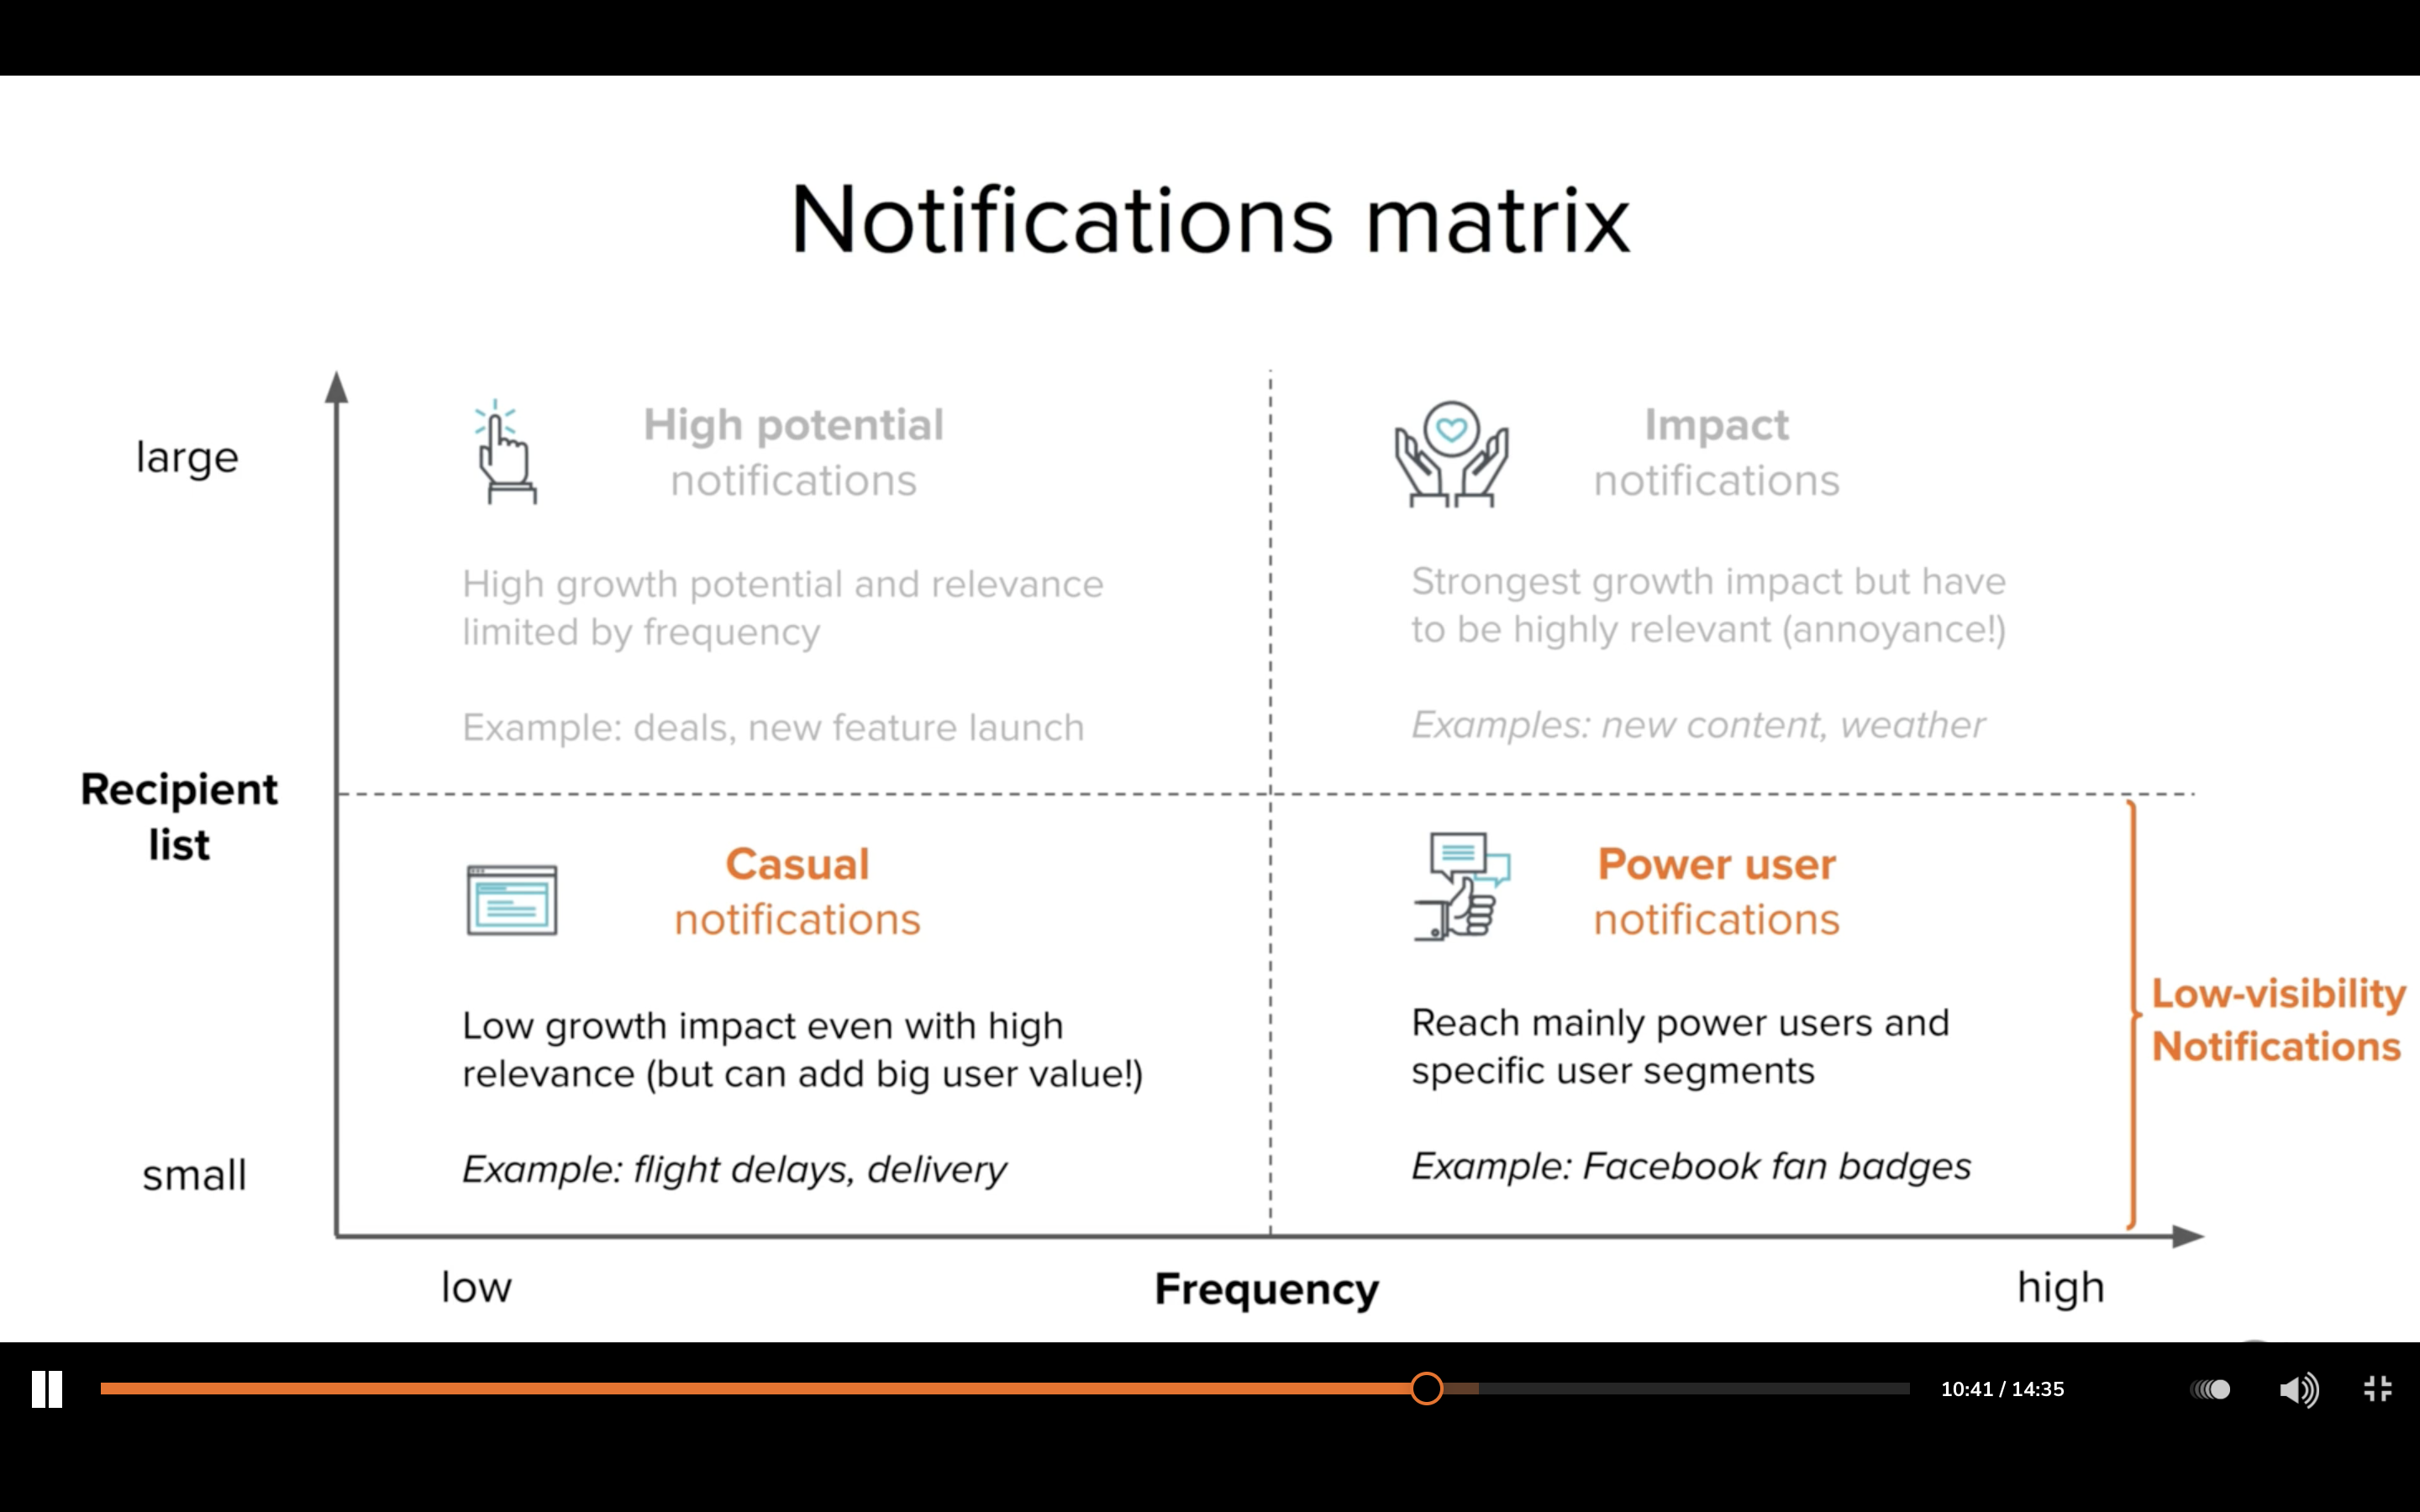 Notifications matrix
large
High potential
notifications
High growth potential and relevance
limited by frequency
Example: deals, new feature launch
Impact
notifications
Strongest growth impact but have
to be highly relevant (annoyance!)
Examples: new content, weather
Recipient
list
Casual
notifications
Low growth impact even with high
relevance (but can add big user value!)
Example: flight delays, delivery
Power user
notifications
Reach mainly power users and
specific user segments
Example: Facebook fan badges
Low-visibility
Notifications
small
low
Frequency
high
10:41 / 14:35